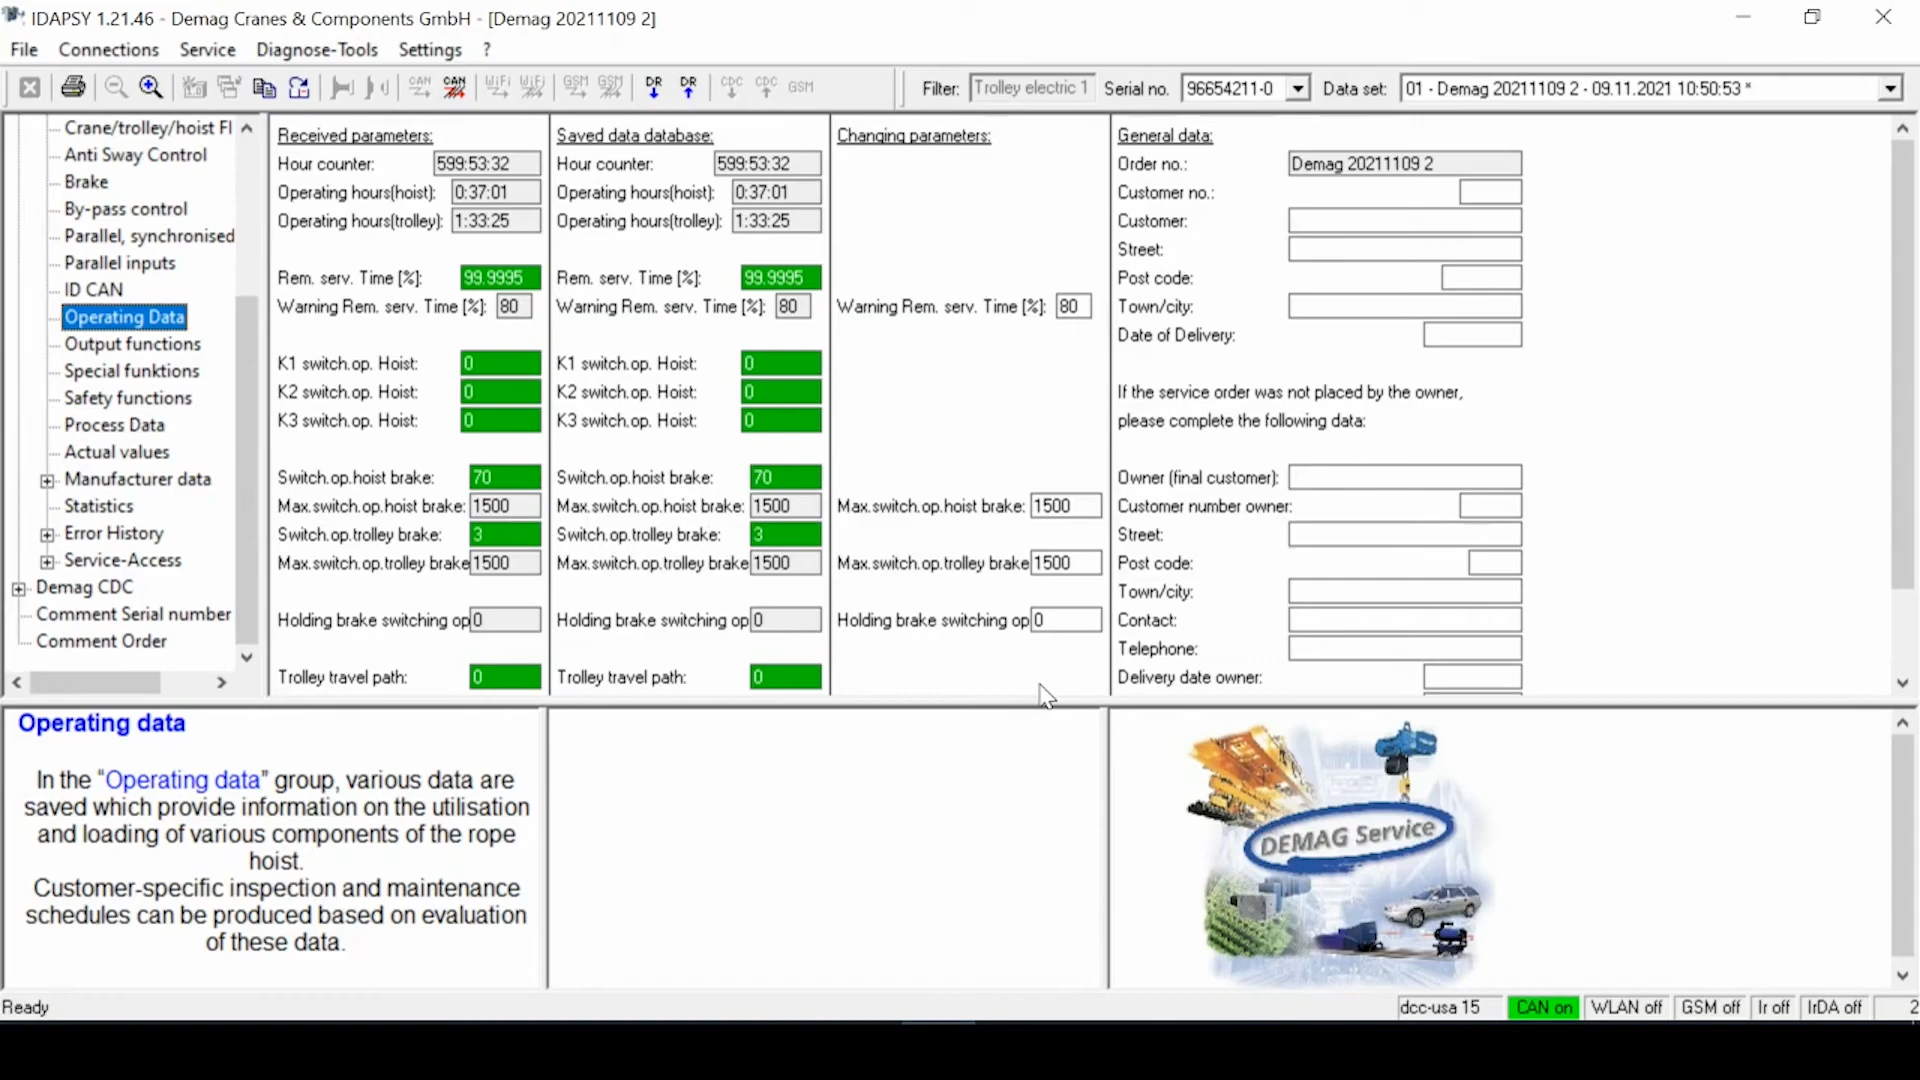 IDAPSY 1.21.46 - Demag Cranes & Components GmbH - [Demag 20211109 2]
File Connections Service Diagnose-Tools Settings ?
CAN CAN WiFi WiFi GSM GSM DR DR CDC CDC GSM Filter: Trolley electric 1 Serial no. 96654211-0 Data set: 01 - Demag 20211109 2 - 09.11.2021 10:50:53 *
Crane/trolley/hoist Fl
Anti Sway Control
Brake
By-pass control
Parallel, synchronised
Parallel inputs
ID CAN
Operating Data
Output functions
Special funktions
Safety functions
Process Data
Actual values
Manufacturer data
Statistics
Error History
Service-Access
Demag CDC
Comment Serial number
Comment Order
Received parameters:
Hour counter: 599:53:32
Operating hours(hoist): 0:37:01
Operating hours(trolley): 1:33:25
Rem. serv. Time [%]: 99.9995
Warning Rem. serv. Time [%]: 80
K1 switch.op. Hoist: 0
K2 switch.op. Hoist: 0
K3 switch.op. Hoist: 0
Switch.op.hoist brake: 70
Max.switch.op.hoist brake: 1500
Switch.op.trolley brake: 3
Max.switch.op.trolley brake 1500
Holding brake switching op 0
Trolley travel path: 0
Saved data database:
Hour counter: 599:53:32
Operating hours(hoist): 0:37:01
Operating hours(trolley): 1:33:25
Rem. serv. Time [%]: 99.9995
Warning Rem. serv. Time [%]: 80
K1 switch.op. Hoist: 0
K2 switch.op. Hoist: 0
K3 switch.op. Hoist: 0
Switch.op.hoist brake: 70
Max.switch.op.hoist brake: 1500
Switch.op.trolley brake: 3
Max.switch.op.trolley brake 1500
Holding brake switching op 0
Trolley travel path: 0
Changing parameters:
Warning Rem. serv. Time [%]: 80
Max.switch.op.hoist brake: 1500
Max.switch.op.trolley brake 1500
Holding brake switching op 0
General data:
Order no.: Demag 20211109 2
Customer no.:
Customer:
Street:
Post code:
Town/city:
Date of Delivery:
If the service order was not placed by the owner,
please complete the following data:
Owner (final customer):
Customer number owner:
Street:
Post code:
Town/city:
Contact:
Telephone:
Delivery date owner:
Operating data
In the "Operating data" group, various data are
saved which provide information on the utilisation
and loading of various components of the rope
hoist.
Customer-specific inspection and maintenance
schedules can be produced based on evaluation
of these data.
DEMAG Service
Ready
dcc-usa 15 CAN on WLAN off GSM off Ir off IrDA off 2